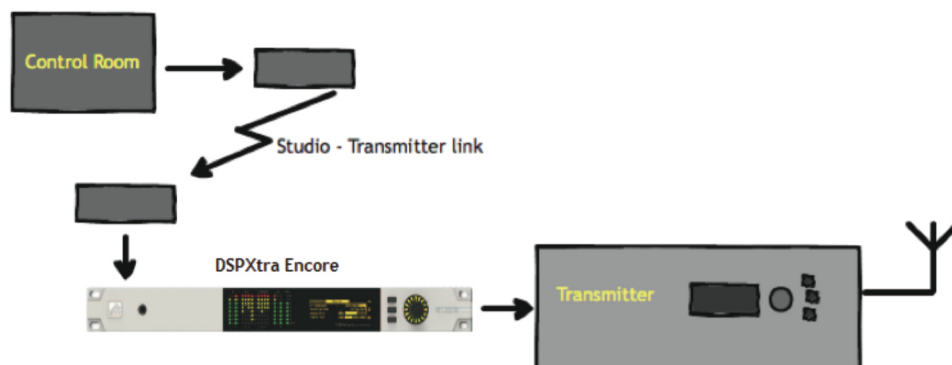 Control Room
Studio - Transmitter link
DSPXtra Encore
Transmitter